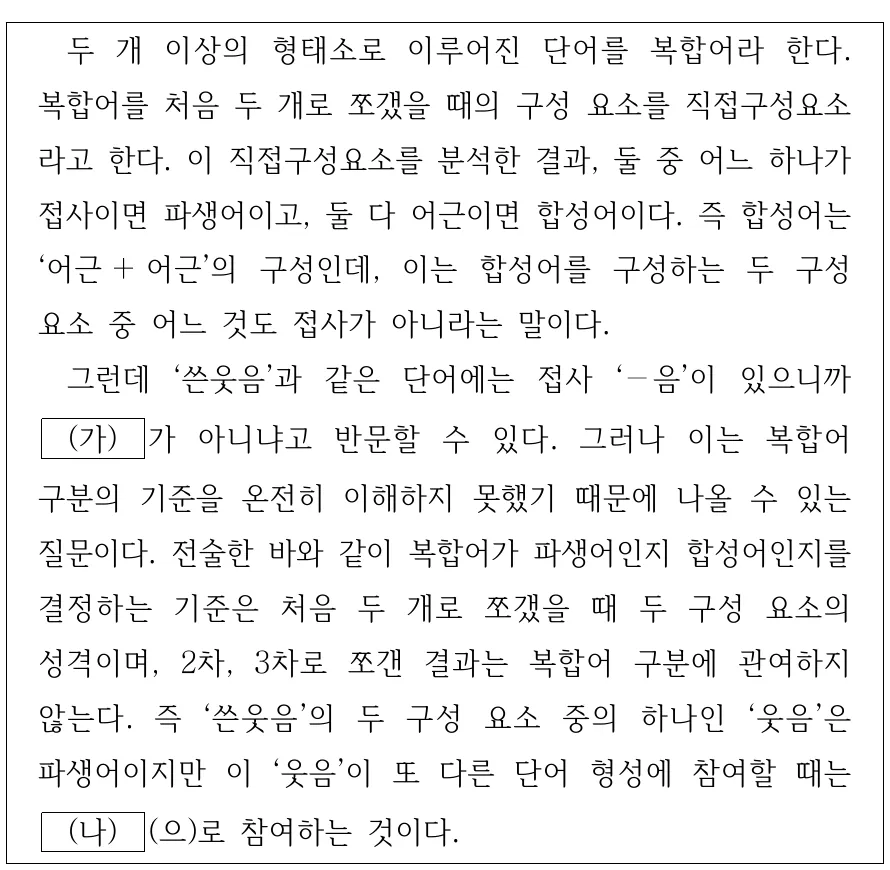 두 개 이상의 형태소로 이루어진 단어를 복합어라 한다.
복합어를 처음 두 개로 쪼갰을 때의 구성 요소를 직접구성요소
라고 한다. 이 직접구성요소를 분석한 결과, 둘 중 어느 하나가
접사이면 파생어이고, 둘 다 어근이면 합성어이다. 즉 합성어는
‘어근 + 어근’의 구성인데, 이는 합성어를 구성하는 두 구성
요소 중 어느 것도 접사가 아니라는 말이다.
그런데 ‘쓴웃음’과 같은 단어에는 접사 ‘－음’이 있으니까
(가) 가 아니냐고 반문할 수 있다. 그러나 이는 복합어
구분의 기준을 온전히 이해하지 못했기 때문에 나올 수 있는
질문이다. 전술한 바와 같이 복합어가 파생어인지 합성어인지를
결정하는 기준은 처음 두 개로 쪼갰을 때 두 구성 요소의
성격이며, 2차, 3차로 쪼갠 결과는 복합어 구분에 관여하지
않는다. 즉 ‘쓴웃음’의 두 구성 요소 중의 하나인 ‘웃음’은
파생어이지만 이 ‘웃음’이 또 다른 단어 형성에 참여할 때는
(나) (으)로 참여하는 것이다.